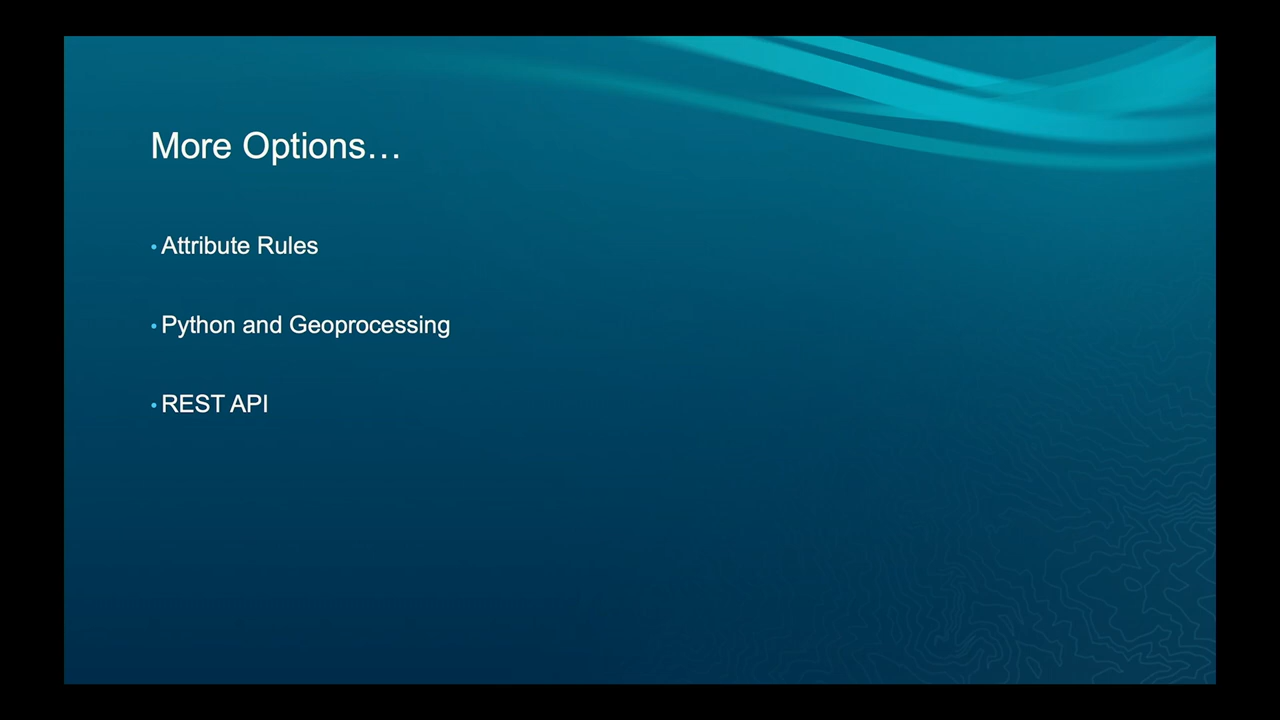 More Options…
• Attribute Rules
• Python and Geoprocessing
• REST API